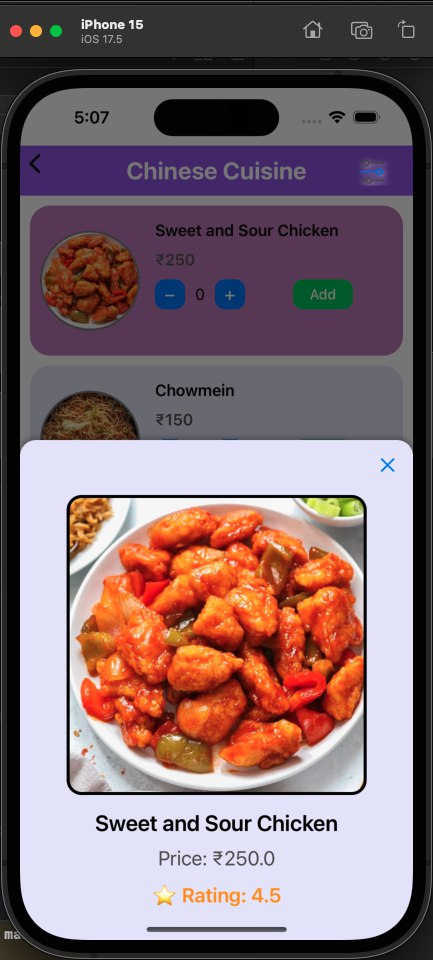 iPhone 15
iOS 17.5
5:07
Chinese Cuisine
Sweet and Sour Chicken
₹250
− 0 + Add
Chowmein
₹150
Sweet and Sour Chicken
Price: ₹250.0
⭐ Rating: 4.5